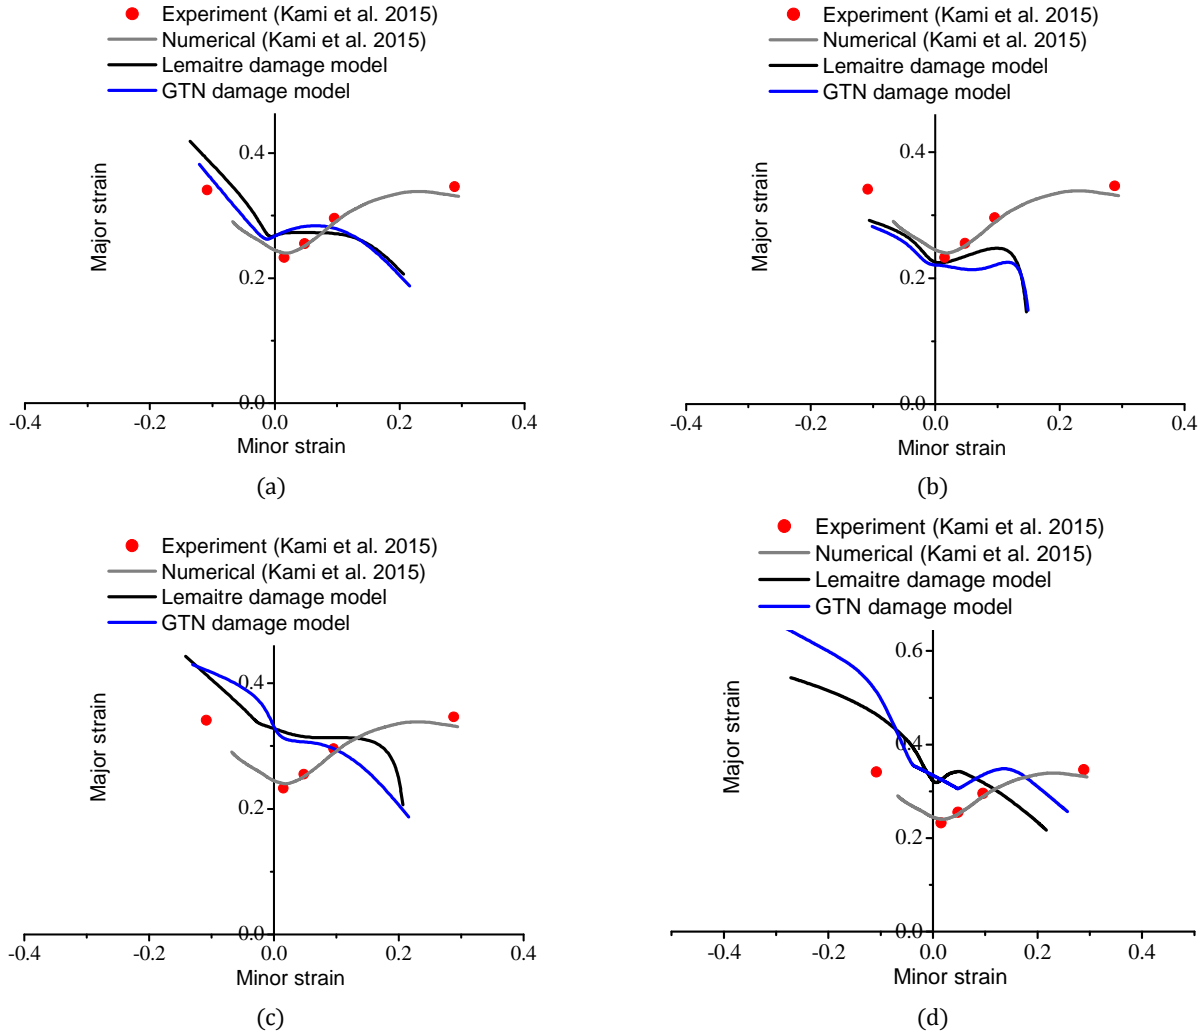 Experiment (Kami et al. 2015)
Numerical (Kami et al. 2015)
Lemaitre damage model
GTN damage model
Major strain
0.4
0.2
0.0
-0.4 -0.2 0.0 0.2 0.4
Minor strain
(a)
Experiment (Kami et al. 2015)
Numerical (Kami et al. 2015)
Lemaitre damage model
GTN damage model
Major strain
0.4
0.2
0.0
-0.4 -0.2 0.0 0.2 0.4
Minor strain
(b)
Experiment (Kami et al. 2015)
Numerical (Kami et al. 2015)
Lemaitre damage model
GTN damage model
Major strain
0.4
0.2
0.0
-0.4 -0.2 0.0 0.2 0.4
Minor strain
(c)
Experiment (Kami et al. 2015)
Numerical (Kami et al. 2015)
Lemaitre damage model
GTN damage model
Major strain
0.6
0.4
0.2
0.0
-0.4 -0.2 0.0 0.2 0.4
Minor strain
(d)